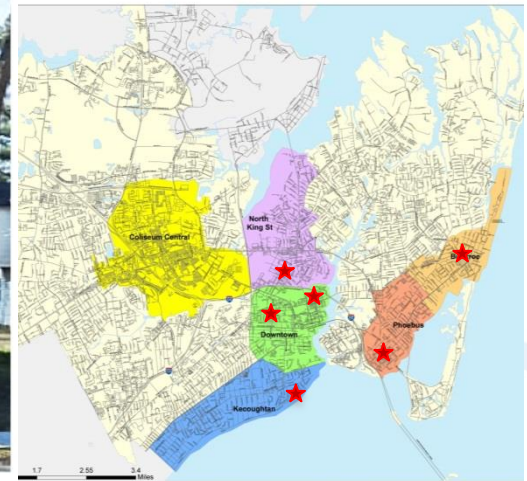 North
King St
Coliseum Central
Phoebus
Downtown
Kecoughtan
1.7 2.55 3.4
Miles